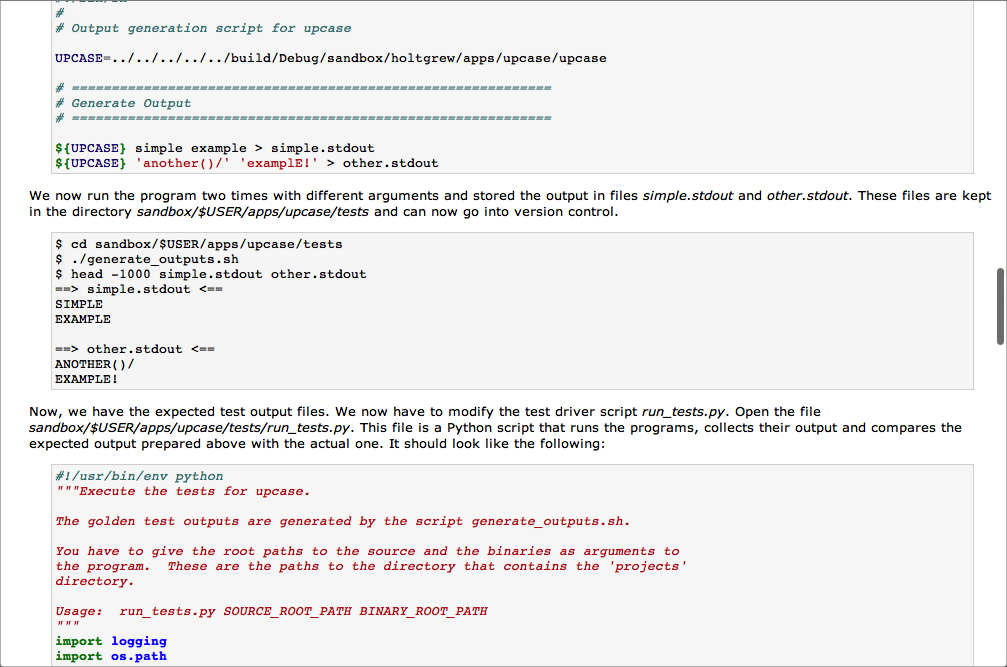 #
# Output generation script for upcase
UPCASE=../../../../../build/Debug/sandbox/holtgrew/apps/upcase/upcase
# ============================================================
# Generate Output
# ============================================================
${UPCASE} simple example > simple.stdout
${UPCASE} 'another()/' 'examplE!' > other.stdout
We now run the program two times with different arguments and stored the output in files simple.stdout and other.stdout. These files are kept
in the directory sandbox/$USER/apps/upcase/tests and can now go into version control.
$ cd sandbox/$USER/apps/upcase/tests
$ ./generate_outputs.sh
$ head -1000 simple.stdout other.stdout
==> simple.stdout <==
SIMPLE
EXAMPLE
==> other.stdout <==
ANOTHER()/
EXAMPLE!
Now, we have the expected test output files. We now have to modify the test driver script run_tests.py. Open the file
sandbox/$USER/apps/upcase/tests/run_tests.py. This file is a Python script that runs the programs, collects their output and compares the
expected output prepared above with the actual one. It should look like the following:
#!/usr/bin/env python
"""Execute the tests for upcase.
The golden test outputs are generated by the script generate_outputs.sh.
You have to give the root paths to the source and the binaries as arguments to
the program.  These are the paths to the directory that contains the 'projects'
directory.
Usage:  run_tests.py SOURCE_ROOT_PATH BINARY_ROOT_PATH
"""
import logging
import os.path